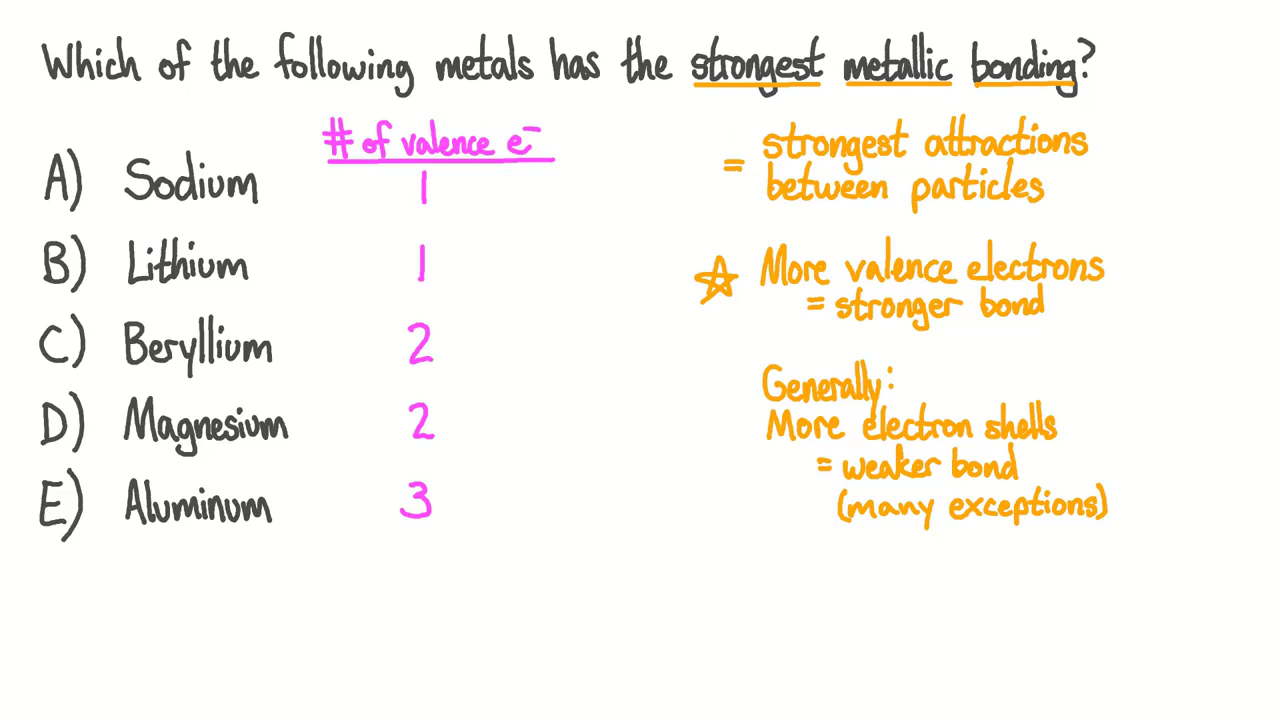 Which of the following metals has the strongest metallic bonding?
# of valence e⁻
A) Sodium 1
B) Lithium 1
C) Beryllium 2
D) Magnesium 2
E) Aluminum 3
= strongest attractions
between particles
☆ More valence electrons
= stronger bond
Generally:
More electron shells
= weaker bond
(many exceptions)